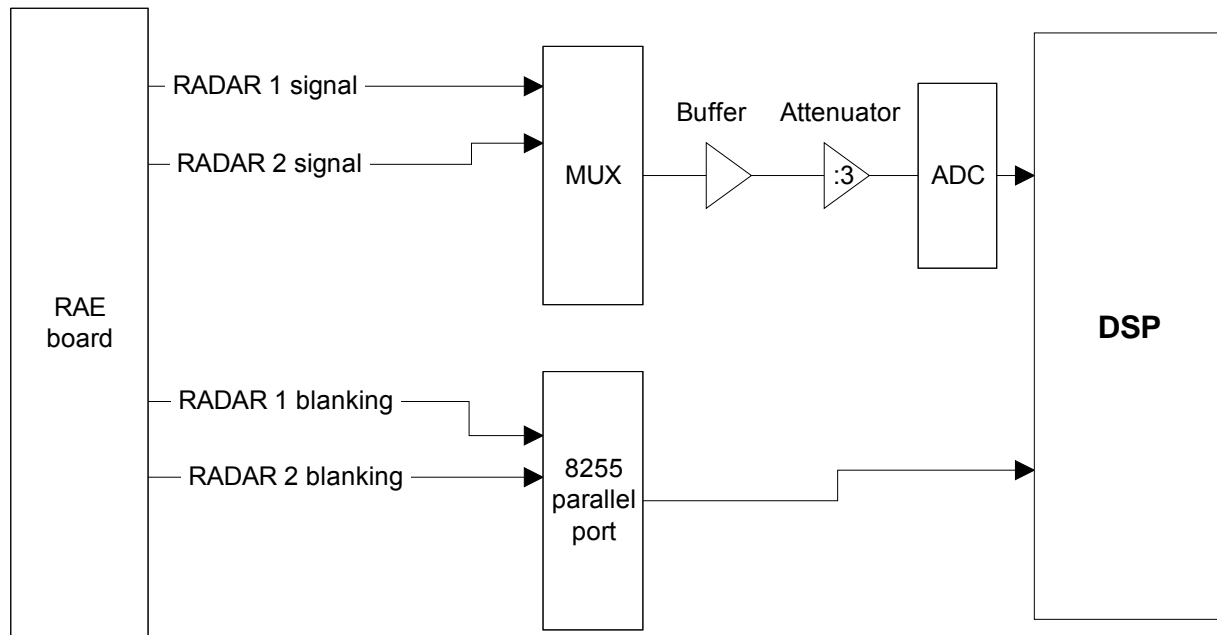 RADAR 1 signal
RADAR 2 signal
Buffer
Attenuator
MUX
:3
ADC
RAE
board
DSP
RADAR 1 blanking
RADAR 2 blanking
8255
parallel
port